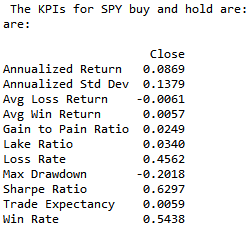 The KPIs for SPY buy and hold are:
are:
Close
Annualized Return 0.0869
Annualized Std Dev 0.1379
Avg Loss Return -0.0061
Avg Win Return 0.0057
Gain to Pain Ratio 0.0249
Lake Ratio 0.0340
Loss Rate 0.4562
Max Drawdown -0.2018
Sharpe Ratio 0.6297
Trade Expectancy 0.0059
Win Rate 0.5438